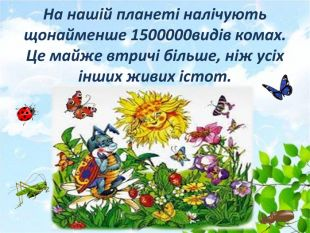 На нашій планеті налічують
щонайменше 1500000видів комах.
Це майже втричі більше, ніж усіх
інших живих істот.